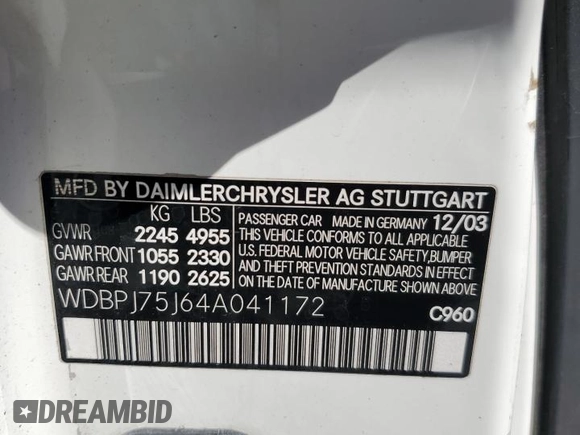 MFD BY DAIMLERCHRYSLER AG STUTTGART
KG LBS
GVWR 2245 4955
GAWR FRONT 1055 2330
GAWR REAR 1190 2625
PASSENGER CAR MADE IN GERMANY 12/03
THIS VEHICLE CONFORMS TO ALL APPLICABLE
U.S. FEDERAL MOTOR VEHICLE SAFETY,BUMPER
AND THEFT PREVENTION STANDARDS IN EFFECT
ON THE DATE OF MANUFACTURE SHOWN ABOVE.
WDBPJ75J64A041172
C960
DREAMBID